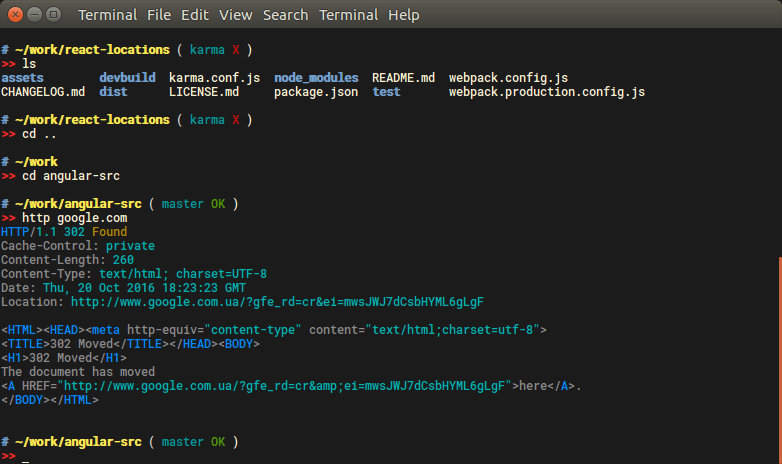 Terminal File Edit View Search Terminal Help
# ~/work/react-locations ( karma X )
>> ls
assets devbuild karma.conf.js node_modules README.md webpack.config.js
CHANGELOG.md dist LICENSE.md package.json test webpack.production.config.js
# ~/work/react-locations ( karma X )
>> cd ..
# ~/work
>> cd angular-src
# ~/work/angular-src ( master OK )
>> http google.com
HTTP/1.1 302 Found
Cache-Control: private
Content-Length: 260
Content-Type: text/html; charset=UTF-8
Date: Thu, 20 Oct 2016 18:23:23 GMT
Location: http://www.google.com.ua/?gfe_rd=cr&ei=mwsJWJ7dCsbHYML6gLgF
<HTML><HEAD><meta http-equiv="content-type" content="text/html;charset=utf-8">
<TITLE>302 Moved</TITLE></HEAD><BODY>
<H1>302 Moved</H1>
The document has moved
<A HREF="http://www.google.com.ua/?gfe_rd=cr&amp;ei=mwsJWJ7dCsbHYML6gLgF">here</A>.
</BODY></HTML>
# ~/work/angular-src ( master OK )
>> _